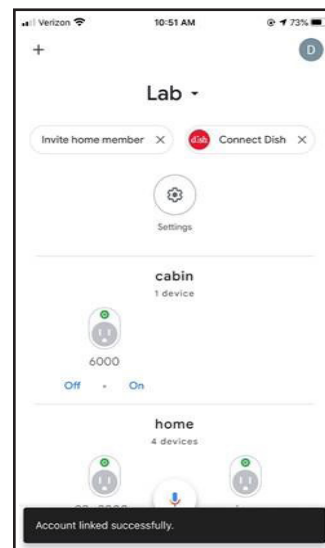 Verizon 10:51 AM 73%
+ D
Lab
Invite home member × dish Connect Dish ×
Settings
cabin
1 device
6000
Off · On
home
4 devices
Account linked successfully.